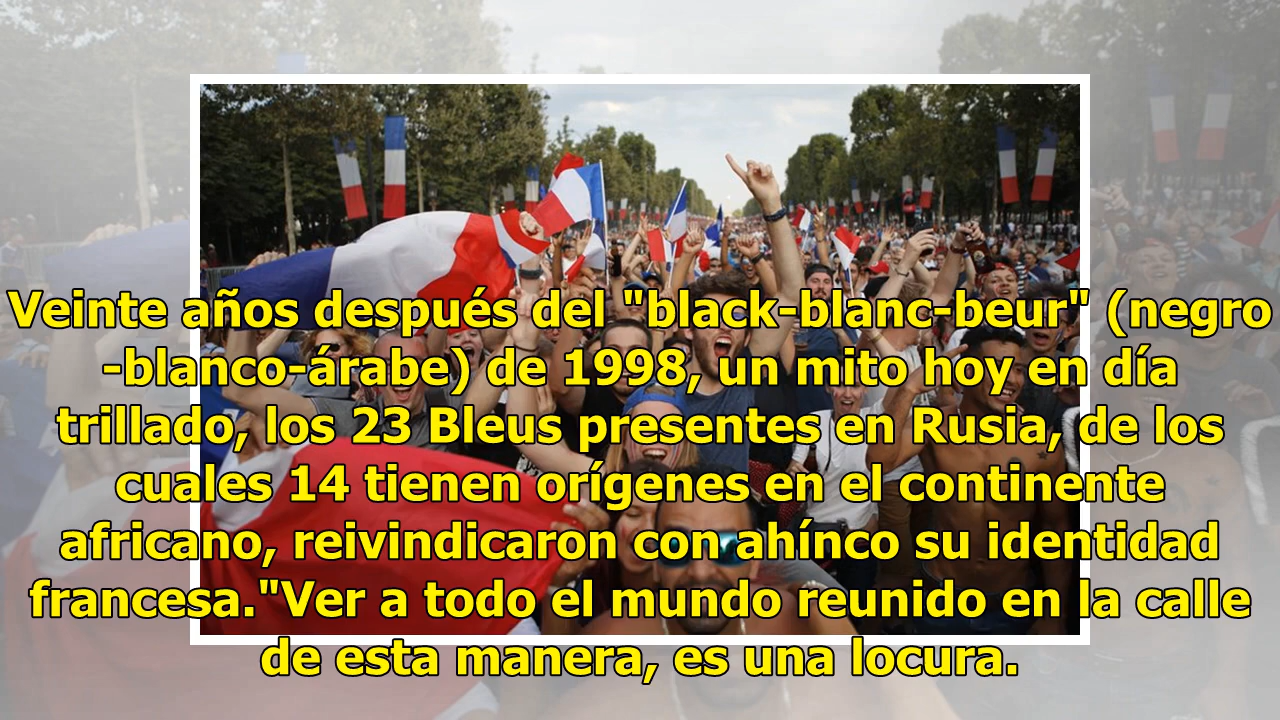 Veinte años después del "black-blanc-beur" (negro
-blanco-árabe) de 1998, un mito hoy en día
trillado, los 23 Bleus presentes en Rusia, de los
cuales 14 tienen orígenes en el continente
africano, reivindicaron con ahínco su identidad
francesa."Ver a todo el mundo reunido en la calle
de esta manera, es una locura.